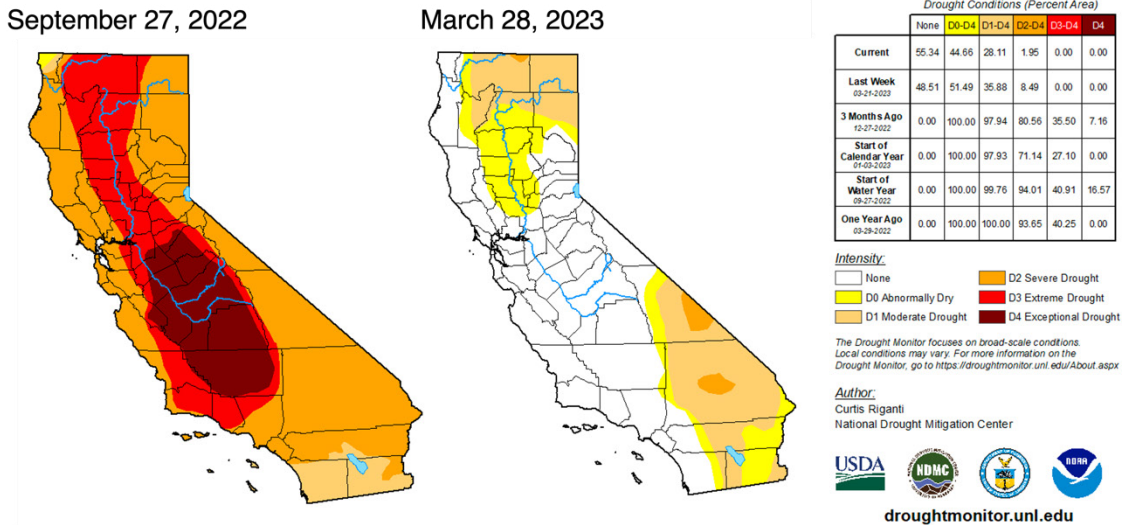 September 27, 2022
March 28, 2023
Drought Conditions (Percent Area)
None D0-D4 D1-D4 D2-D4 D3-D4 D4
Current 55.34 44.66 28.11 1.95 0.00 0.00
Last Week
03-21-2023 48.51 51.49 35.88 8.49 0.00 0.00
3 Months Ago
12-27-2022 0.00 100.00 97.94 80.56 35.50 7.16
Start of
Calendar Year
01-03-2023 0.00 100.00 97.93 71.14 27.10 0.00
Start of
Water Year
09-27-2022 0.00 100.00 99.76 94.01 40.91 16.57
One Year Ago
03-29-2022 0.00 100.00 100.00 93.65 40.25 0.00
Intensity:
None
D0 Abnormally Dry
D1 Moderate Drought
D2 Severe Drought
D3 Extreme Drought
D4 Exceptional Drought
The Drought Monitor focuses on broad-scale conditions.
Local conditions may vary. For more information on the
Drought Monitor, go to https://droughtmonitor.unl.edu/About.aspx
Author:
Curtis Riganti
National Drought Mitigation Center
USDA
NDMC
NOAA
droughtmonitor.unl.edu